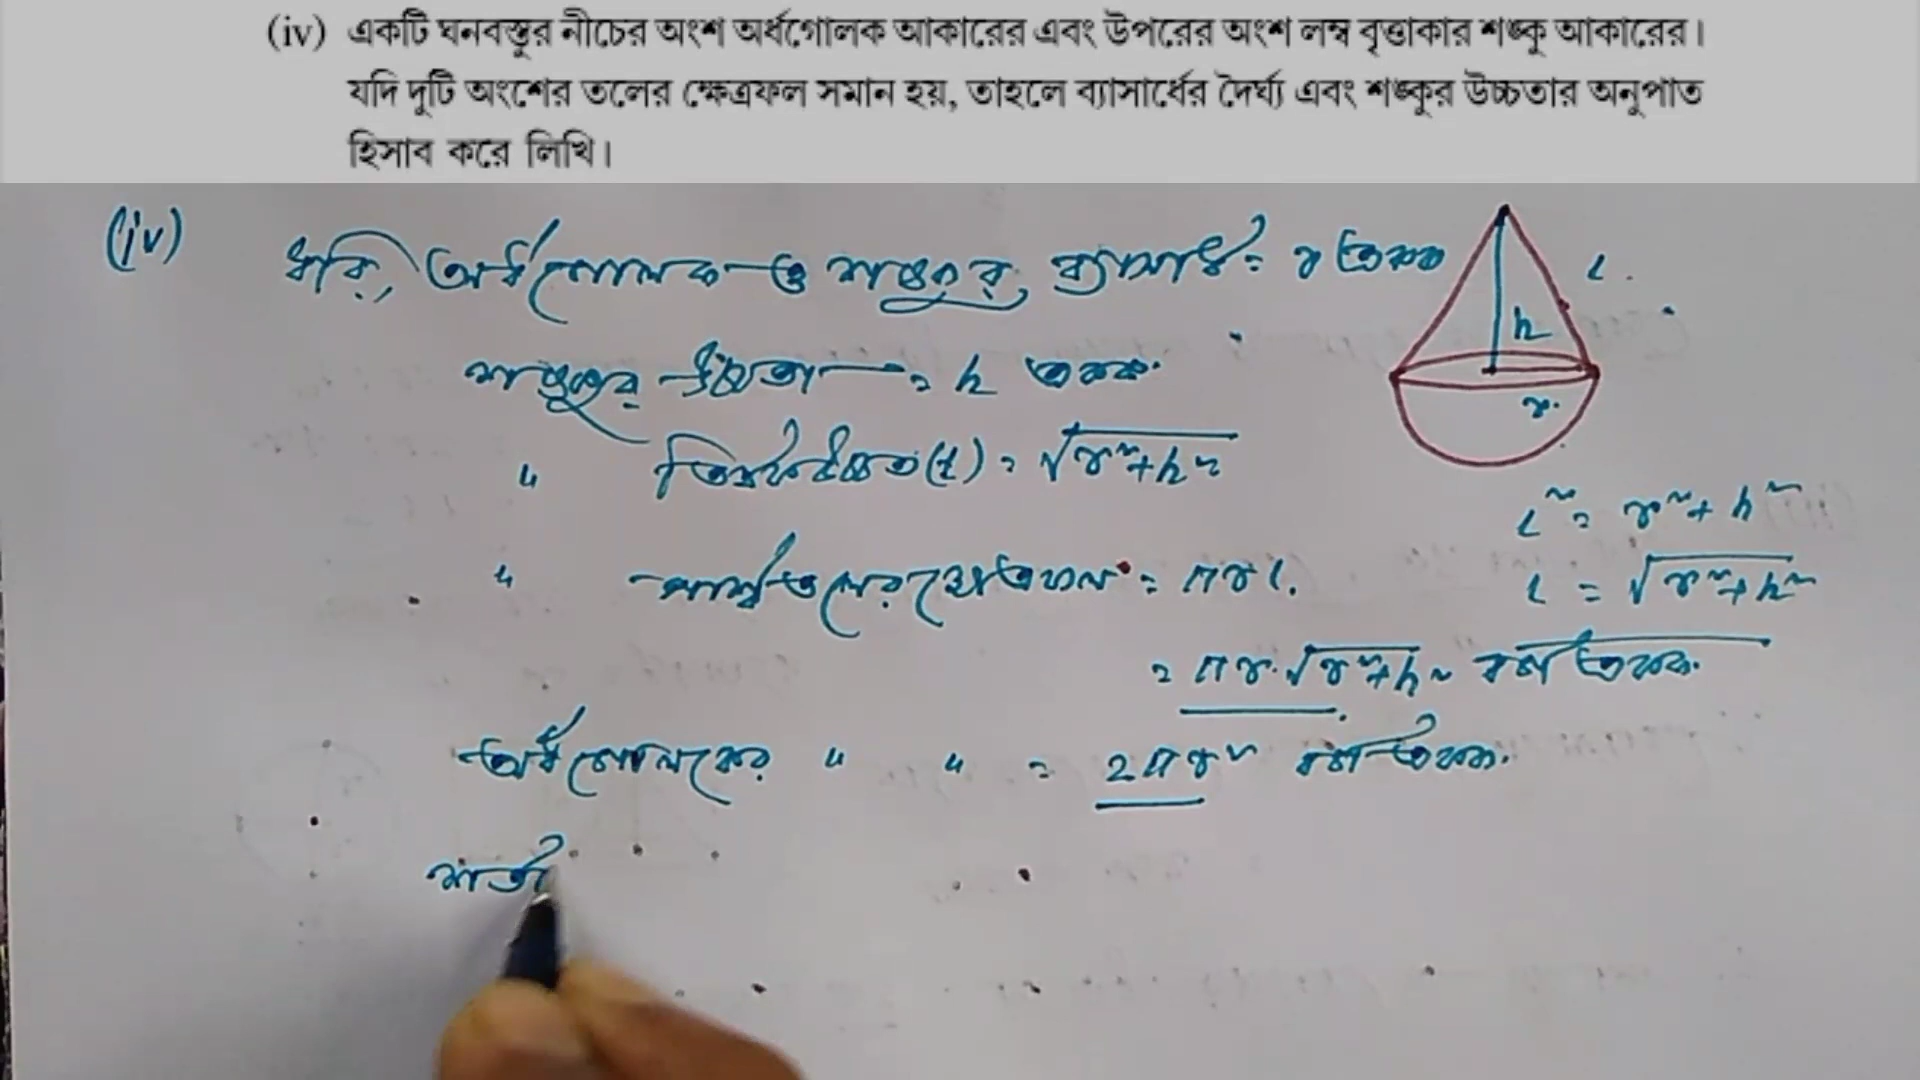 (iv) একটি ঘনবস্তুর নীচের অংশ অর্ধগোলক আকারের এবং উপরের অংশ লম্ব বৃত্তাকার শঙ্কু আকারের।
যদি দুটি অংশের তলের ক্ষেত্রফল সমান হয়, তাহলে ব্যাসার্ধের দৈর্ঘ্য এবং শঙ্কুর উচ্চতার অনুপাত
হিসাব করে লিখি।
(iv) ধরি, অর্ধগোলক ও শঙ্কুর ব্যাসার্ধ = r একক
শঙ্কুর উচ্চতা = h একক.
" তির্যক উচ্চতা (l) = √r²+h²
" পার্শ্বতলের ক্ষেত্রফল = πrl.
= πr.√r²+h² বর্গ একক.
অর্ধগোলকের " " = 2πr² বর্গ একক.
শর্তা
l
h
r.
l² = r²+h²
l = √r²+h²